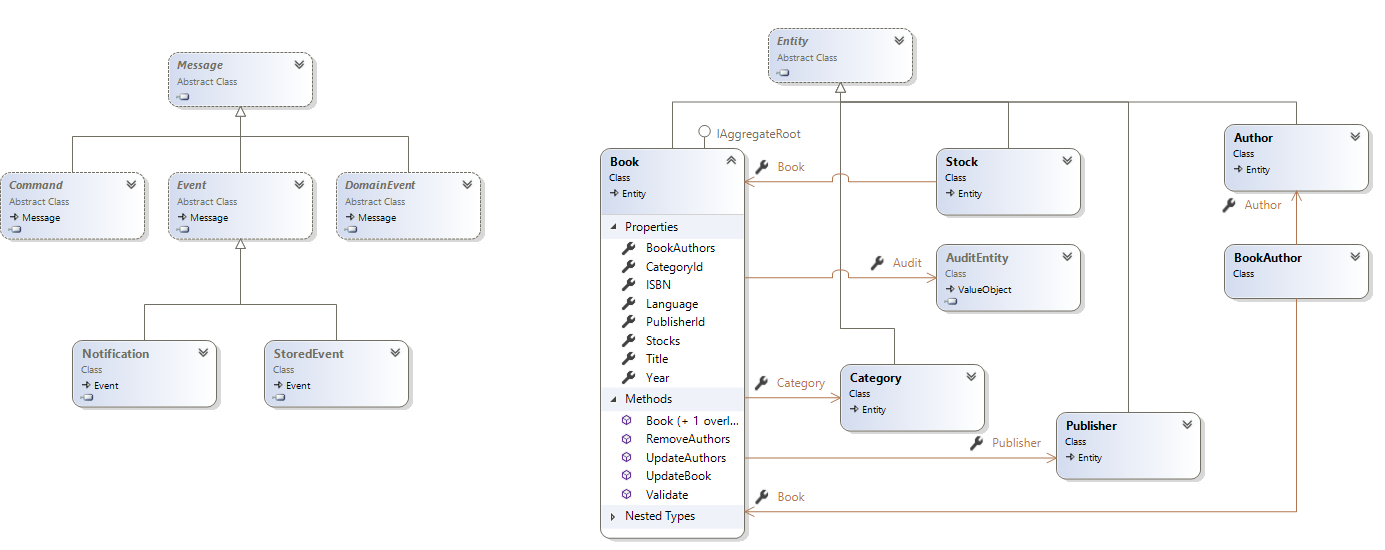 Message
Abstract Class
Command
Abstract Class
Message
Event
Abstract Class
Message
DomainEvent
Abstract Class
Message
Notification
Class
Event
StoredEvent
Class
Event
Entity
Abstract Class
IAggregateRoot
Book
Class
Entity
Properties
BookAuthors
CategoryId
ISBN
Language
PublisherId
Stocks
Title
Year
Methods
Book (+ 1 overl...
RemoveAuthors
UpdateAuthors
UpdateBook
Validate
Nested Types
Book
Stock
Class
Entity
Audit
AuditEntity
Class
ValueObject
Category
Category
Class
Entity
Publisher
Publisher
Class
Entity
Book
Author
Class
Entity
Author
BookAuthor
Class